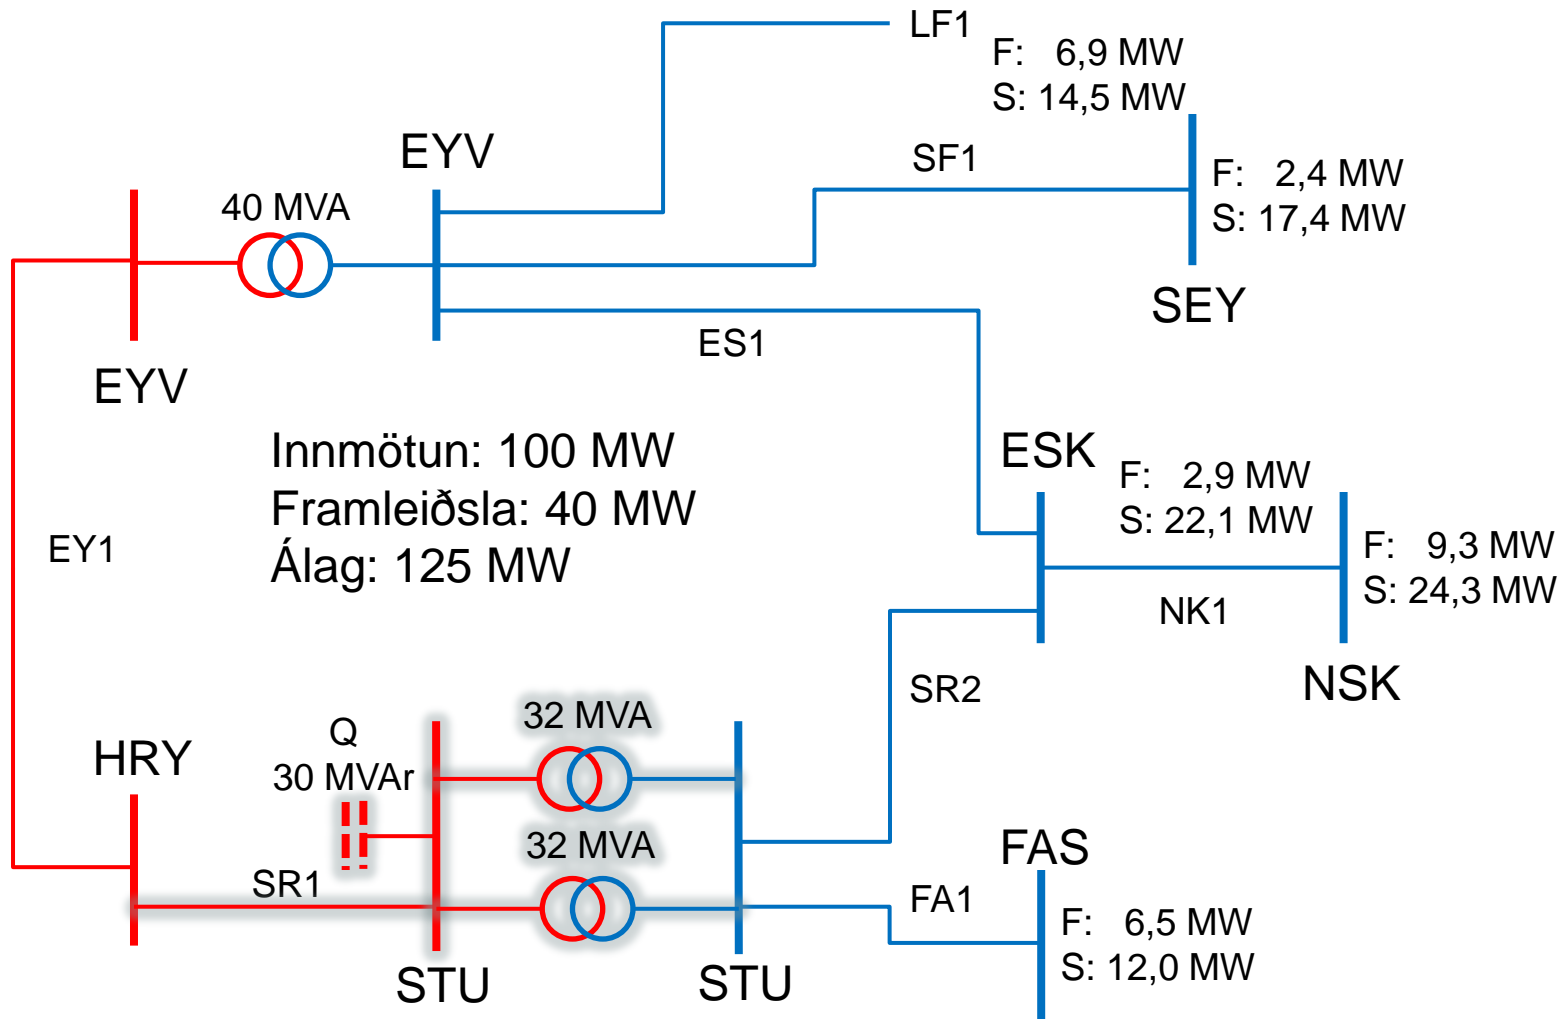 LF1
F: 6,9 MW
S: 14,5 MW
EYV
SF1
40 MVA
F: 2,4 MW
S: 17,4 MW
SEY
ES1
EYV
Innmötun: 100 MW
Framleiðsla: 40 MW
Álag: 125 MW
ESK
F: 2,9 MW
S: 22,1 MW
EY1
F: 9,3 MW
S: 24,3 MW
NK1
NSK
SR2
32 MVA
Q
30 MVAr
HRY
32 MVA
FAS
SR1
FA1
F: 6,5 MW
S: 12,0 MW
STU
STU